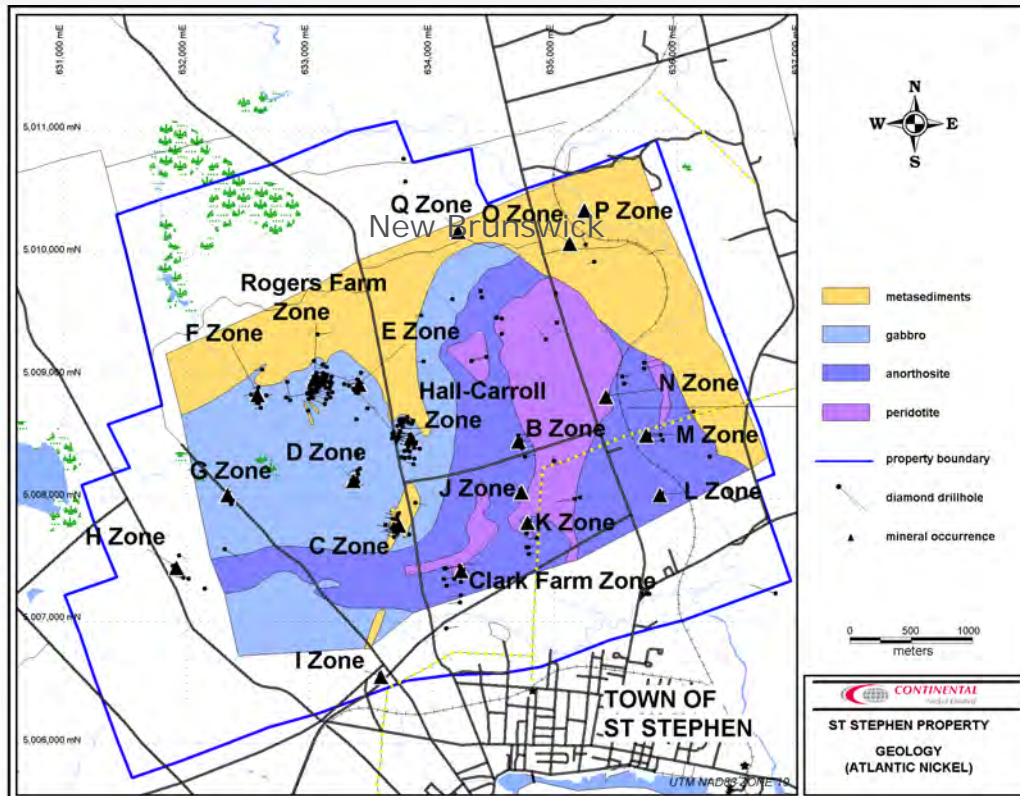 631,000 mE
632,000 mE
633,000 mE
634,000 mE
635,000 mE
636,000 mE
5,011,000 mN
5,010,000 mN
5,009,000 mN
5,008,000 mN
5,007,000 mN
5,006,000 mN
Q Zone
O Zone
P Zone
New Brunswick
Rogers Farm
Zone
F Zone
E Zone
Hall-Carroll
Zone
N Zone
B Zone
M Zone
D Zone
G Zone
J Zone
L Zone
H Zone
C Zone
K Zone
Clark Farm Zone
I Zone
TOWN OF
ST STEPHEN
UTM NAD83 ZONE 19
N
W E
S
metasediments
gabbro
anorthosite
peridotite
property boundary
diamond drillhole
mineral occurrence
0 500 1000
meters
CONTINENTAL
ST STEPHEN PROPERTY
GEOLOGY
(ATLANTIC NICKEL)